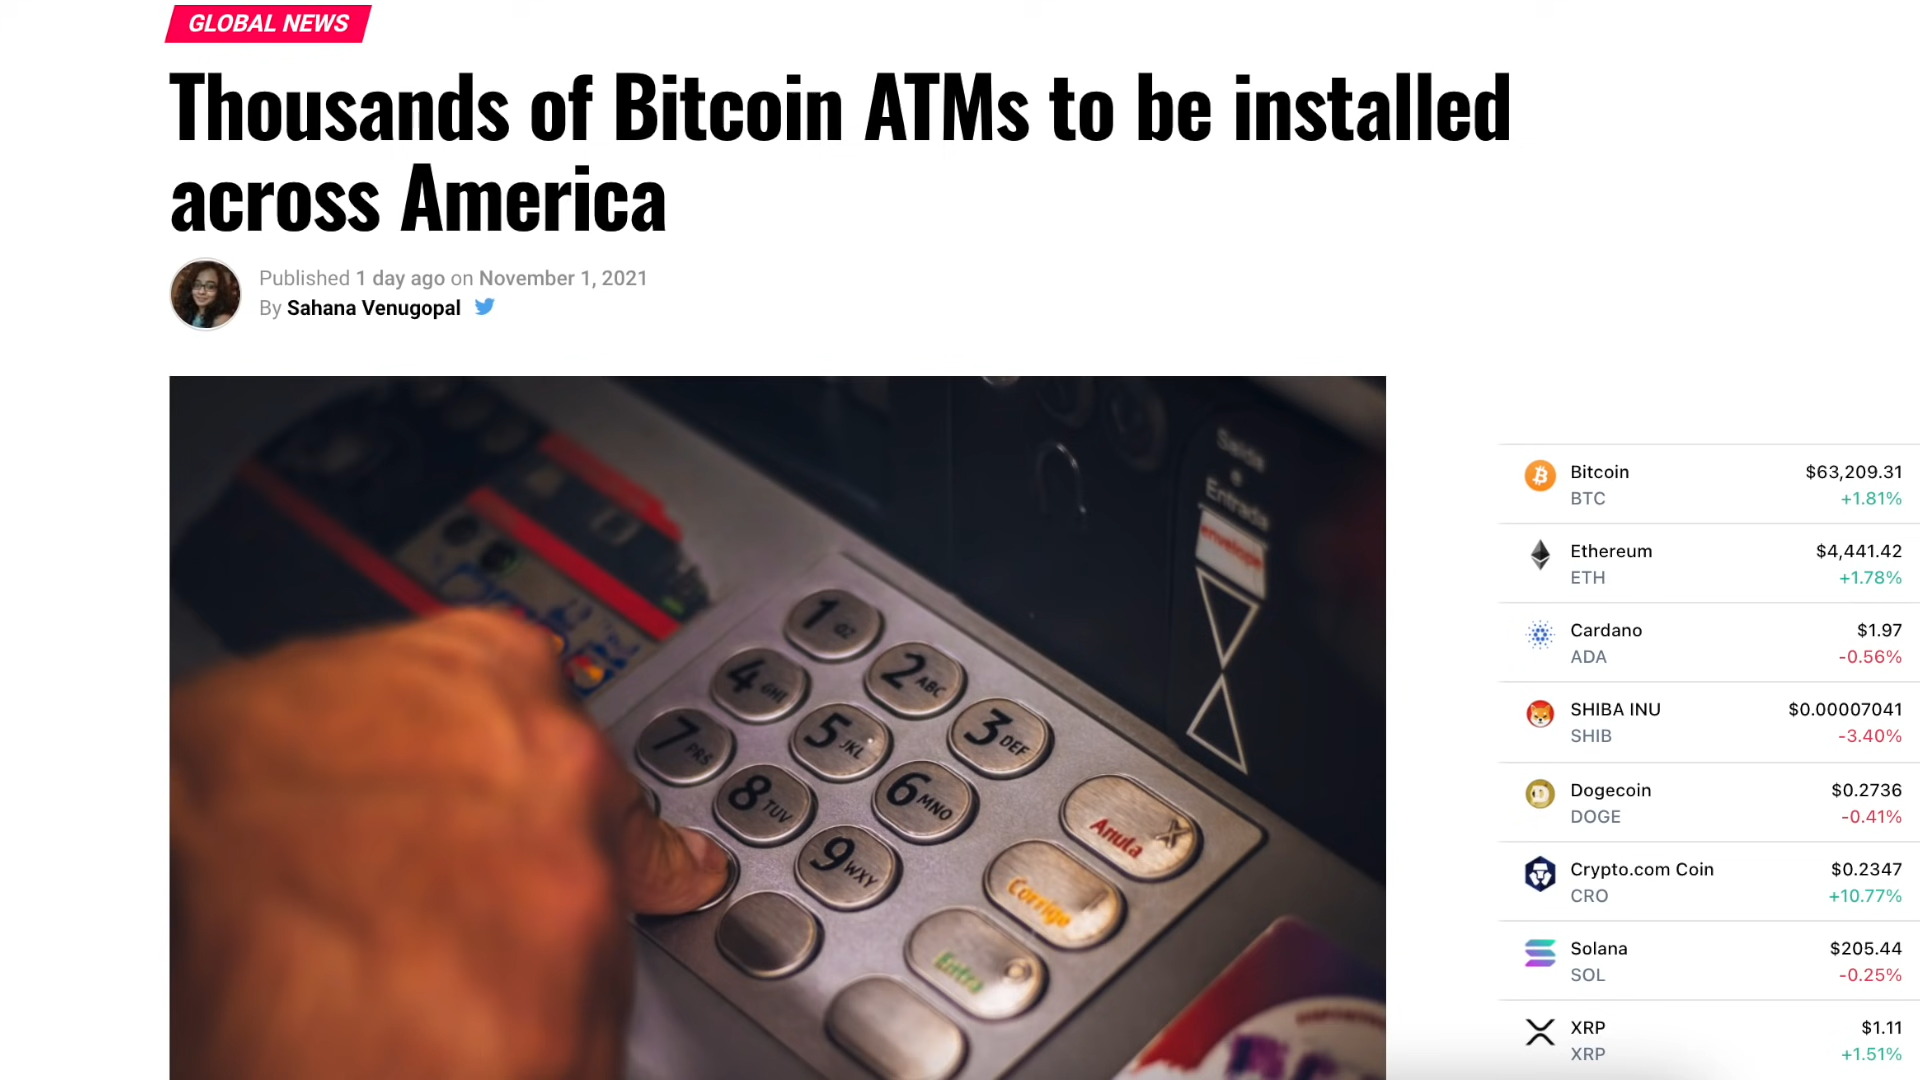 GLOBAL NEWS
Thousands of Bitcoin ATMs to be installed
across America
Published 1 day ago on November 1, 2021
By Sahana Venugopal
Saída
e
Entrada
envelope
1 QZ
2 ABC
3 DEF
4 GHI
5 JKL
6 MNO
7 PRS
8 TUV
9 WXY
Anula
Corrige
Entra
Bitcoin $63,209.31
BTC +1.81%
Ethereum $4,441.42
ETH +1.78%
Cardano $1.97
ADA -0.56%
SHIBA INU $0.00007041
SHIB -3.40%
Dogecoin $0.2736
DOGE -0.41%
Crypto.com Coin $0.2347
CRO +10.77%
Solana $205.44
SOL -0.25%
XRP $1.11
XRP +1.51%